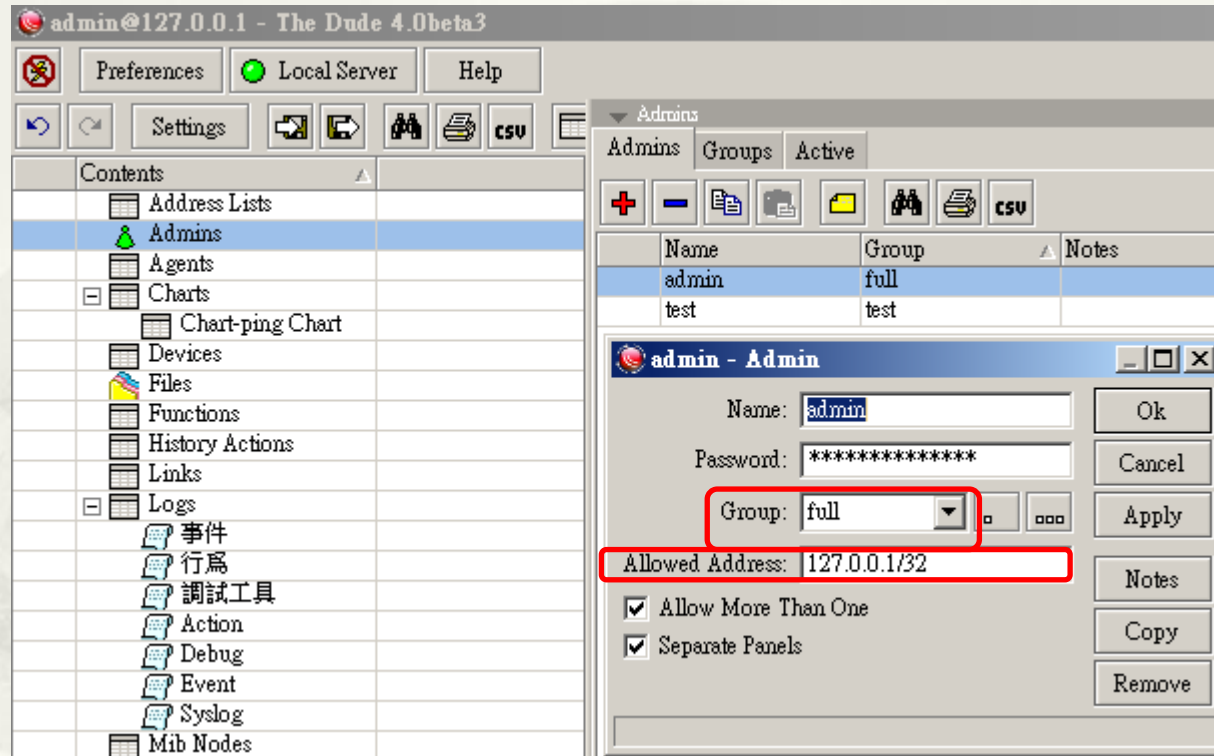 admin@127.0.0.1 - The Dude 4.0beta3
Preferences Local Server Help
Settings csv
Contents
Address Lists
Admins
Agents
Charts
Chart-ping Chart
Devices
Files
Functions
History Actions
Links
Logs
事件
行爲
調試工具
Action
Debug
Event
Syslog
Mib Nodes
Admins
Admins Groups Active
csv
Name Group Notes
admin full
test test
admin - Admin
Name: admin
Password: **************
Group: full
Allowed Address: 127.0.0.1/32
Allow More Than One
Separate Panels
Ok
Cancel
Apply
Notes
Copy
Remove